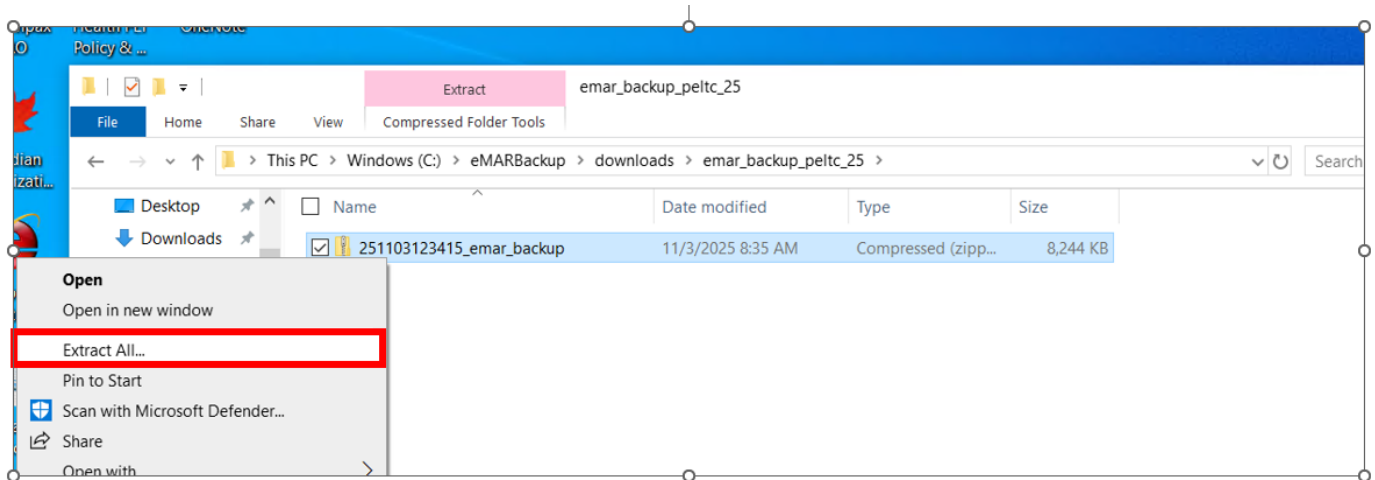 Policy & ...
Extract
emar_backup_peltc_25
File
Home
Share
View
Compressed Folder Tools
This PC > Windows (C:) > eMARBackup > downloads > emar_backup_peltc_25 >
Search
Desktop
Downloads
Name
Date modified
Type
Size
251103123415_emar_backup
11/3/2025 8:35 AM
Compressed (zipp...
8,244 KB
Open
Open in new window
Extract All...
Pin to Start
Scan with Microsoft Defender...
Share
Open with